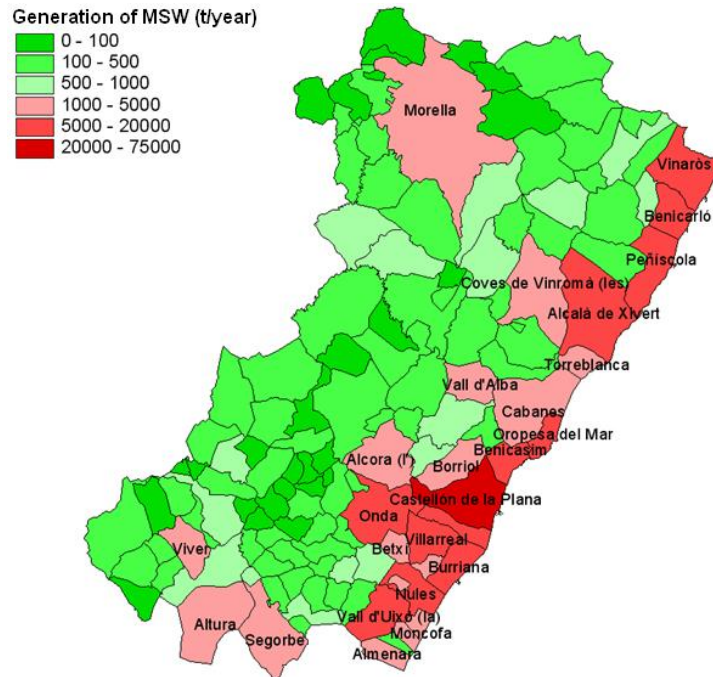 Generation of MSW (t/year)
0 - 100
100 - 500
500 - 1000
1000 - 5000
5000 - 20000
20000 - 75000
Morella
Vinaròs
Benicarló
Peñíscola
Coves de Vinromà (les)
Alcalà de Xivert
Torreblanca
Vall d'Alba
Cabanes
Oropesa del Mar
Benicasim
Alcora (l')
Borriol
Castellón de la Plana
Onda
Villarreal
Betxí
Viver
Burriana
Nules
Vall d'Uixó (la)
Altura
Moncofa
Segorbe
Almenara